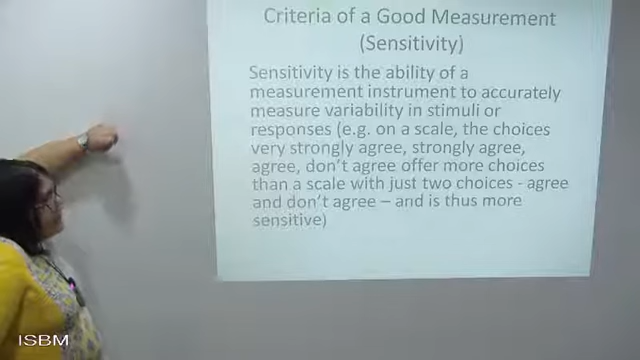 Criteria of a Good Measurement
(Sensitivity)
Sensitivity is the ability of a
measurement instrument to accurately
measure variability in stimuli or
responses (e.g. on a scale, the choices
very strongly agree, strongly agree,
agree, don't agree offer more choices
than a scale with just two choices - agree
and don't agree – and is thus more
sensitive)
ISBM